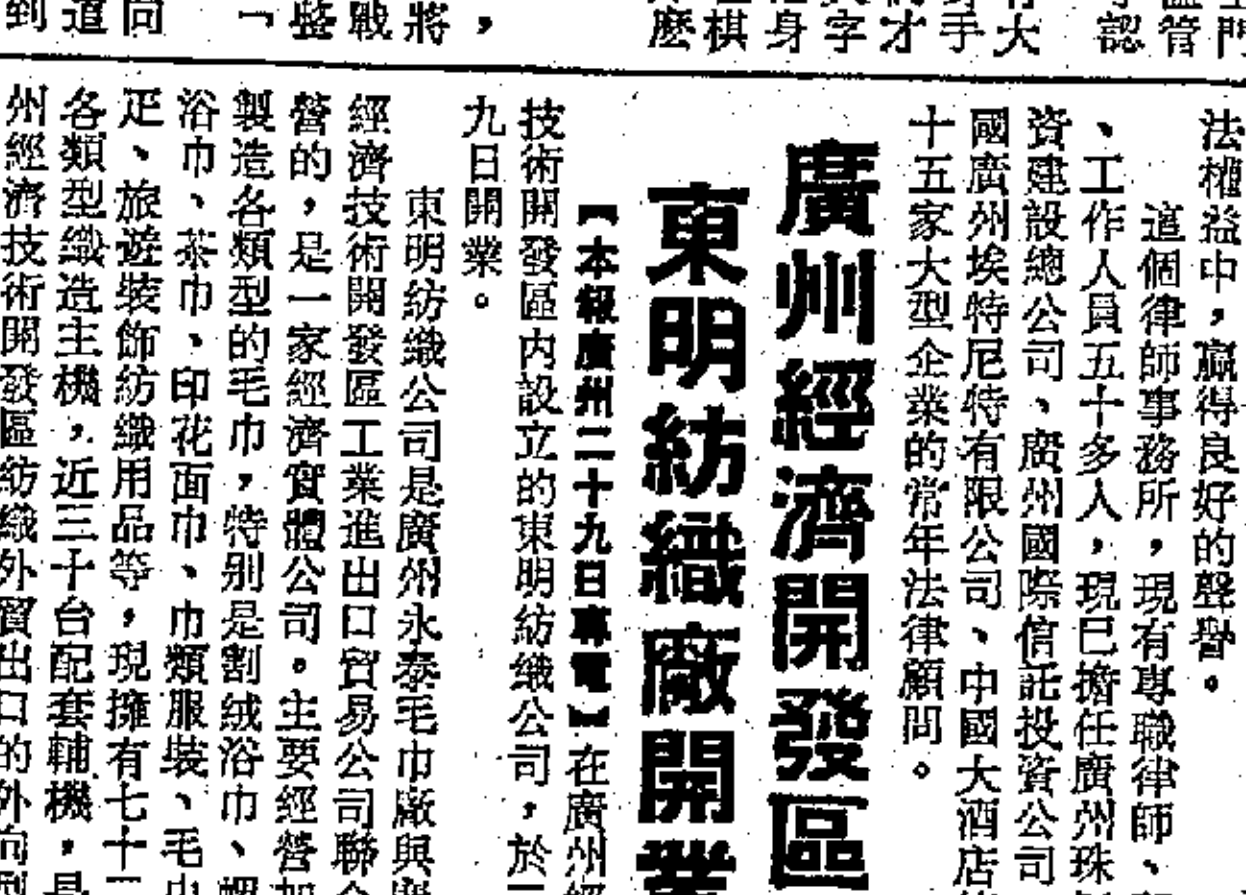 麼棋身字才手大
認管門
到道問
「整戰將，
法權益中，贏得良好的聲譽。
這個律師事務所，現有專職律師、
、工作人員五十多人，現已擔任廣州珠
資建設總公司、廣州國際信託投資公司
國廣州埃特尼特有限公司、中國大酒店
十五家大型企業的常年法律顧問。
廣州經濟開發區
東明紡織廠開業
【本報廣州二十九日專電】在廣州經
技術開發區内設立的東明紡織公司，於
九日開業。
東明紡織公司是廣州永泰毛巾廠與廣
經濟技術開發區工業進出口貿易公司聯合
營的，是一家經濟實體公司。主要經營加
製造各類型的毛巾，特别是割絨浴巾、螺
浴巾、茶巾、印花面巾、巾類服裝、毛巾
疋、旅遊裝飾紡織用品等，現擁有七十
各類型織造主機，近三十台配套輔機，是
州經濟技術開發區紡織外貿出口的外向型